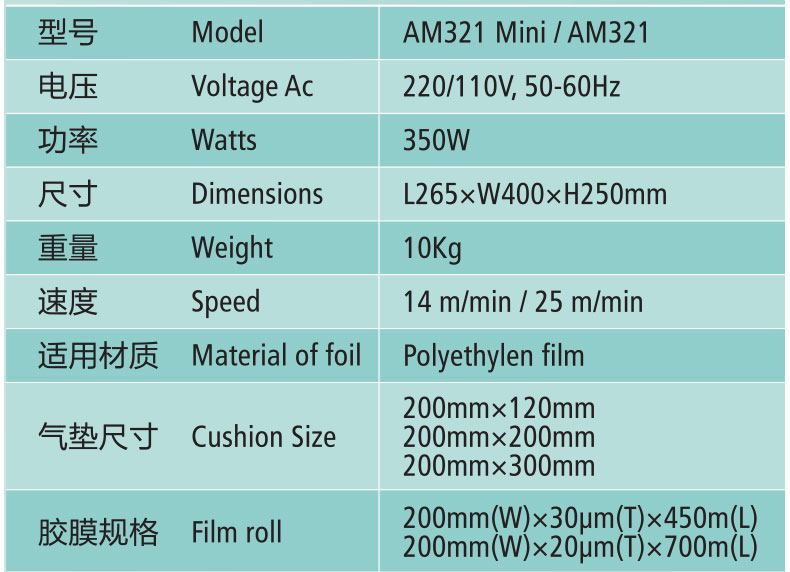 型号 Model AM321 Mini / AM321
电压 Voltage Ac 220/110V, 50-60Hz
功率 Watts 350W
尺寸 Dimensions L265×W400×H250mm
重量 Weight 10Kg
速度 Speed 14 m/min / 25 m/min
适用材质 Material of foil Polyethylen film
气垫尺寸 Cushion Size 200mm×120mm
200mm×200mm
200mm×300mm
胶膜规格 Film roll 200mm(W)×30μm(T)×450m(L)
200mm(W)×20μm(T)×700m(L)